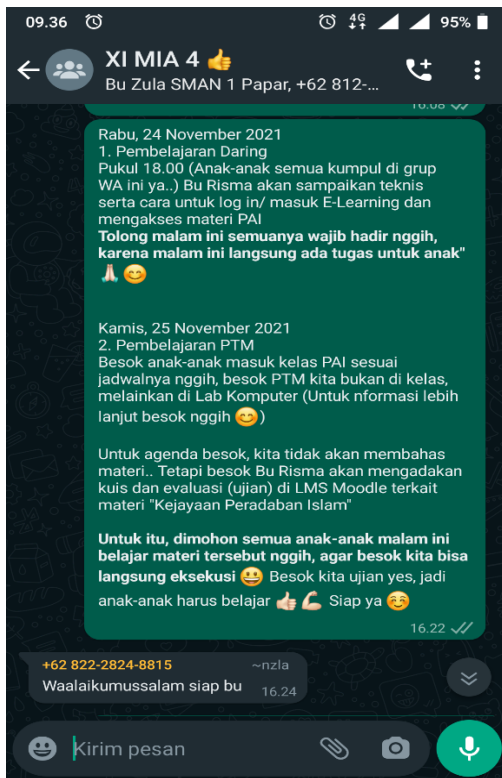 09.36 4G 95%
XI MIA 4 👍
Bu Zula SMAN 1 Papar, +62 812-...
16.08
Rabu, 24 November 2021
1. Pembelajaran Daring
Pukul 18.00 (Anak-anak semua kumpul di grup
WA ini ya..) Bu Risma akan sampaikan teknis
serta cara untuk log in/ masuk E-Learning dan
mengakses materi PAI
Tolong malam ini semuanya wajib hadir nggih,
karena malam ini langsung ada tugas untuk anak"
🙏🏻😊
Kamis, 25 November 2021
2. Pembelajaran PTM
Besok anak-anak masuk kelas PAI sesuai
jadwalnya nggih, besok PTM kita bukan di kelas,
melainkan di Lab Komputer (Untuk nformasi lebih
lanjut besok nggih 😊)
Untuk agenda besok, kita tidak akan membahas
materi.. Tetapi besok Bu Risma akan mengadakan
kuis dan evaluasi (ujian) di LMS Moodle terkait
materi "Kejayaan Peradaban Islam"
Untuk itu, dimohon semua anak-anak malam ini
belajar materi tersebut nggih, agar besok kita bisa
langsung eksekusi 😀 Besok kita ujian yes, jadi
anak-anak harus belajar 👍🏻💪🏻 Siap ya ☺️
16.22
+62 822-2824-8815 ~nzla
Waalaikumussalam siap bu 16.24
Kirim pesan